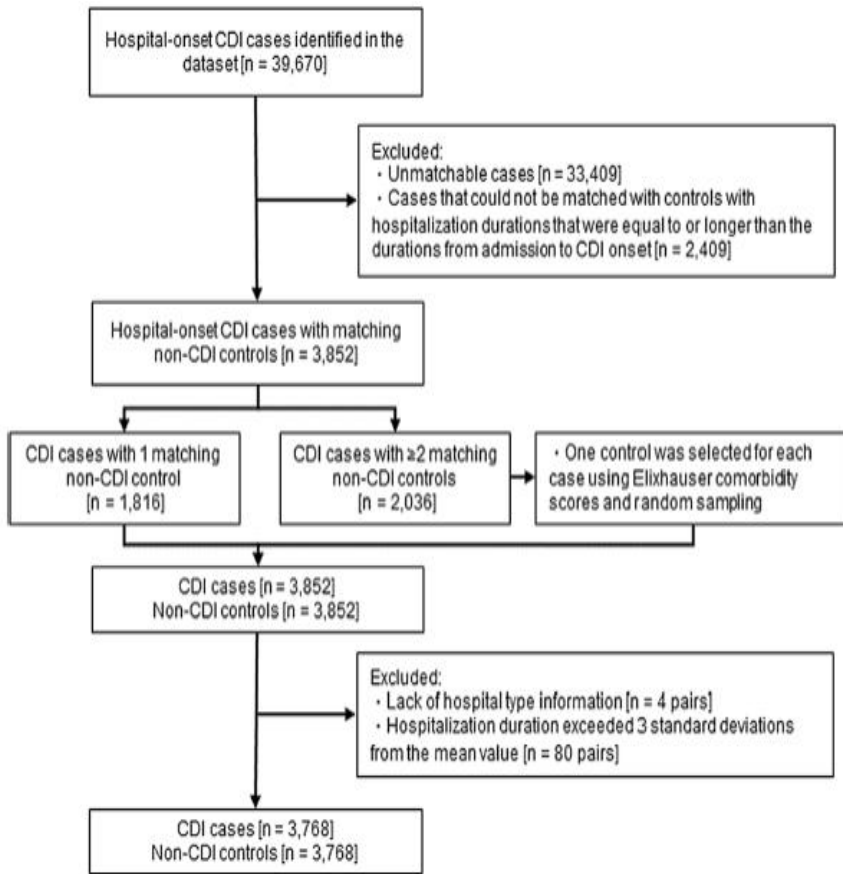 Hospital-onset CDI cases identified in the
dataset [n = 39,670]
Excluded:
・Unmatchable cases [n = 33,409]
・Cases that could not be matched with controls with
hospitalization durations that were equal to or longer than the
durations from admission to CDI onset [n = 2,409]
Hospital-onset CDI cases with matching
non-CDI controls [n = 3,852]
CDI cases with 1 matching
non-CDI control
[n = 1,816]
CDI cases with ≥2 matching
non-CDI controls
[n = 2,036]
・One control was selected for each
case using Elixhauser comorbidity
scores and random sampling
CDI cases [n = 3,852]
Non-CDI controls [n = 3,852]
Excluded:
・Lack of hospital type information [n = 4 pairs]
・Hospitalization duration exceeded 3 standard deviations
from the mean value [n = 80 pairs]
CDI cases [n = 3,768]
Non-CDI controls [n = 3,768]